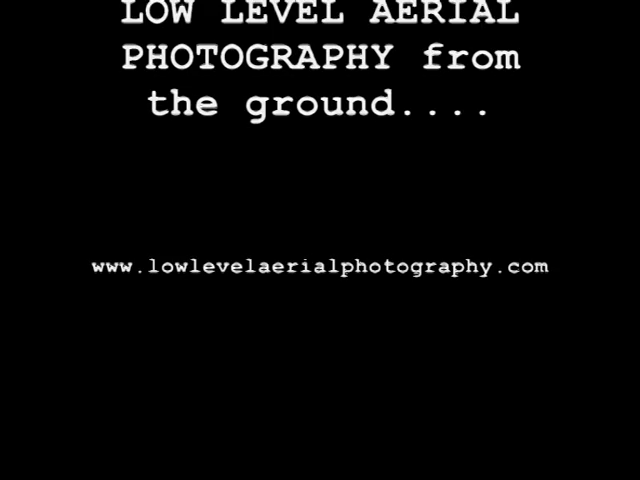 LOW LEVEL AERIAL
PHOTOGRAPHY from
the ground....
www.lowlevelaerialphotography.com